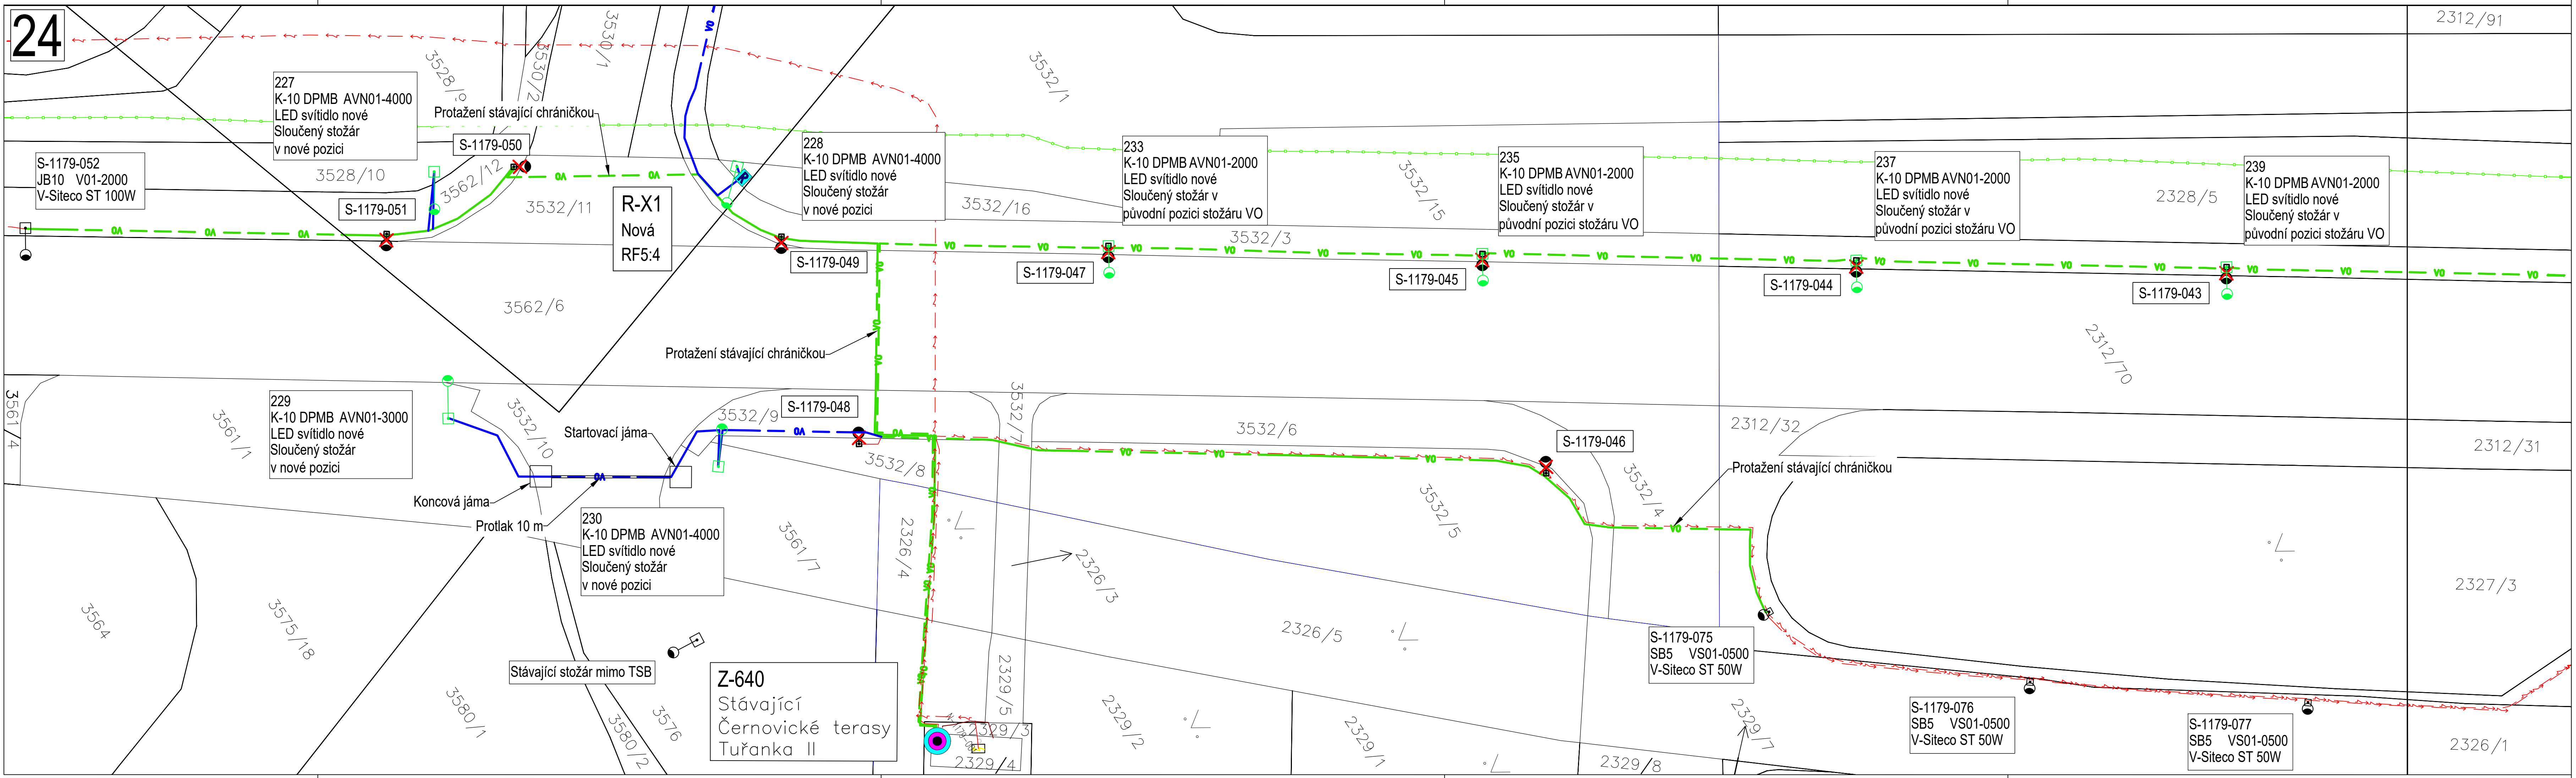 24
2312/91
3528/9
3530/2
3530/1
3532/1
227
K-10 DPMB AVN01-4000
LED svítidlo nové
Sloučený stožár
v nové pozici
Protažení stávající chráničkou
S-1179-050
S-1179-052
JB10 V01-2000
V-Siteco ST 100W
3528/10
3562/12
S-1179-051
3532/11
R-X1
Nová
RF5:4
228
K-10 DPMB AVN01-4000
LED svítidlo nové
Sloučený stožár
v nové pozici
S-1179-049
3532/16
233
K-10 DPMB AVN01-2000
LED svítidlo nové
Sloučený stožár v
původní pozici stožáru VO
3532/3
S-1179-047
3532/15
235
K-10 DPMB AVN01-2000
LED svítidlo nové
Sloučený stožár v
původní pozici stožáru VO
S-1179-045
237
K-10 DPMB AVN01-2000
LED svítidlo nové
Sloučený stožár v
původní pozici stožáru VO
S-1179-044
2328/5
239
K-10 DPMB AVN01-2000
LED svítidlo nové
Sloučený stožár v
původní pozici stožáru VO
S-1179-043
3562/6
Protažení stávající chráničkou
2312/70
229
K-10 DPMB AVN01-3000
LED svítidlo nové
Sloučený stožár
v nové pozici
3561/4
3561/1
3532/10
Startovací jáma
3532/9
S-1179-048
3532/7
3532/6
S-1179-046
2312/32
2312/31
Koncová jáma
Protlak 10 m
3532/8
3532/5
3532/4
Protažení stávající chráničkou
230
K-10 DPMB AVN01-4000
LED svítidlo nové
Sloučený stožár
v nové pozici
3561/7
2326/4
2326/3
2326/5
2327/3
3564
3575/18
Stávající stožár mimo TSB
Z-640
Stávající
Černovické terasy
Tuřanka II
3580/1
3580/2
3576
2329/5
2329/3
2329/4
2329/2
2329/1
2329/8
2329/7
S-1179-075
SB5 VS01-0500
V-Siteco ST 50W
S-1179-076
SB5 VS01-0500
V-Siteco ST 50W
S-1179-077
SB5 VS01-0500
V-Siteco ST 50W
2326/1